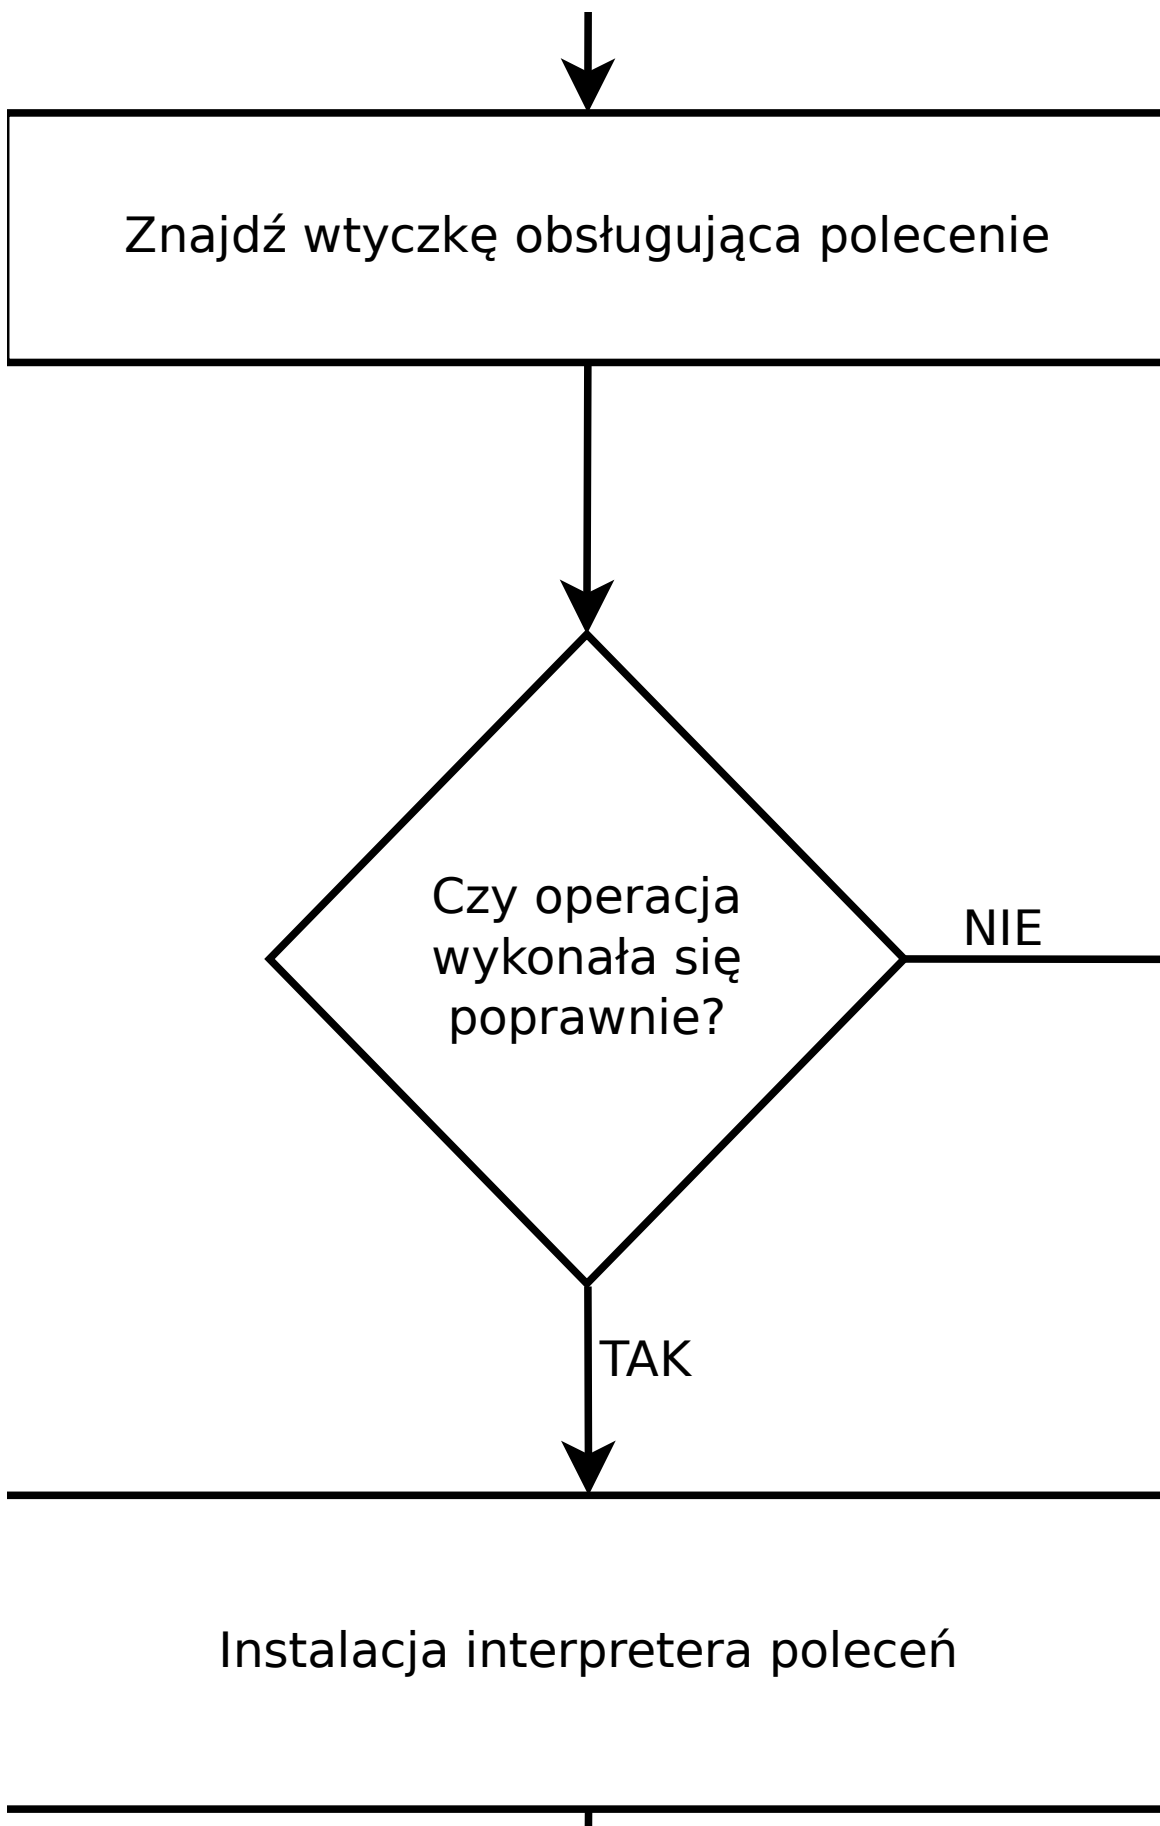 Znajdź wtyczkę obsługująca polecenie
Czy operacja
wykonała się
poprawnie?
NIE
TAK
Instalacja interpretera poleceń